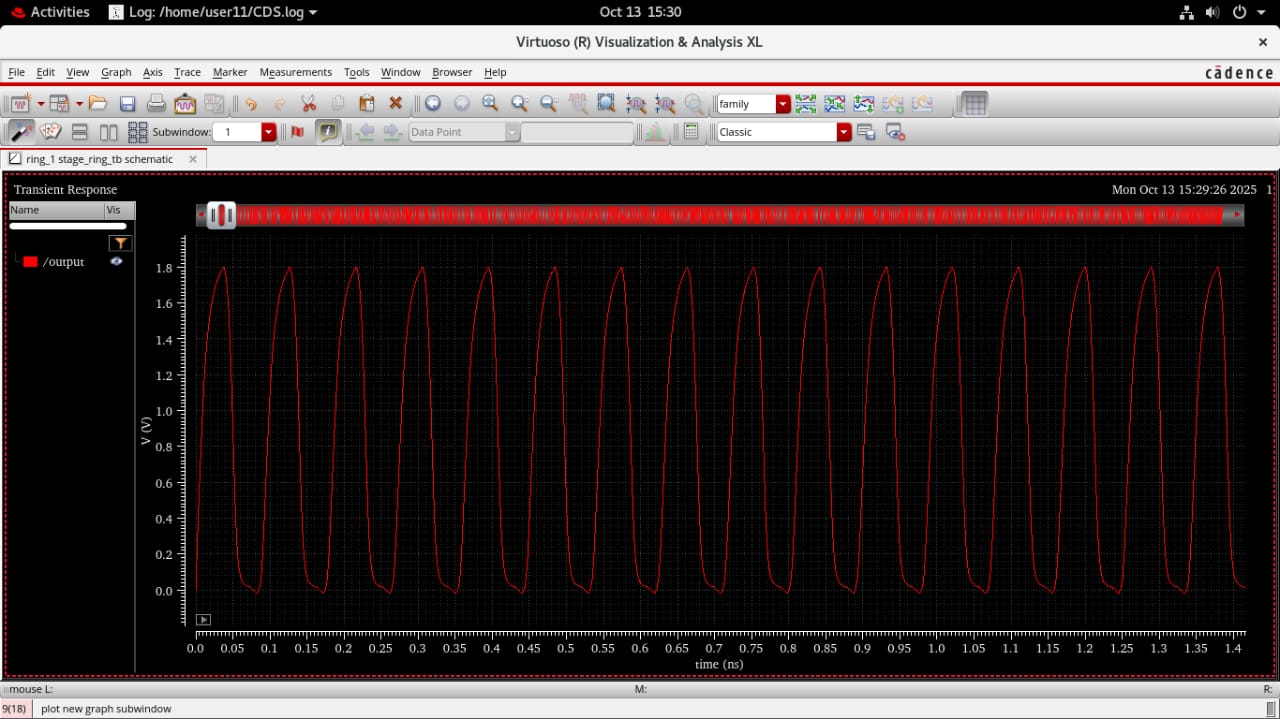 Activities Log: /home/user11/CDS.log Oct 13 15:30
Virtuoso (R) Visualization & Analysis XL
File Edit View Graph Axis Trace Marker Measurements Tools Window Browser Help cādence
family
Subwindow: 1 Data Point Classic
ring_1 stage_ring_tb schematic
Transient Response Mon Oct 13 15:29:26 2025 1
Name Vis
/output
1.8
1.6
1.4
1.2
1.0
0.8
0.6
0.4
0.2
0.0
V (V)
0.0 0.05 0.1 0.15 0.2 0.25 0.3 0.35 0.4 0.45 0.5 0.55 0.6 0.65 0.7 0.75 0.8 0.85 0.9 0.95 1.0 1.05 1.1 1.15 1.2 1.25 1.3 1.35 1.4
time (ns)
mouse L: M: R:
9(18) plot new graph subwindow